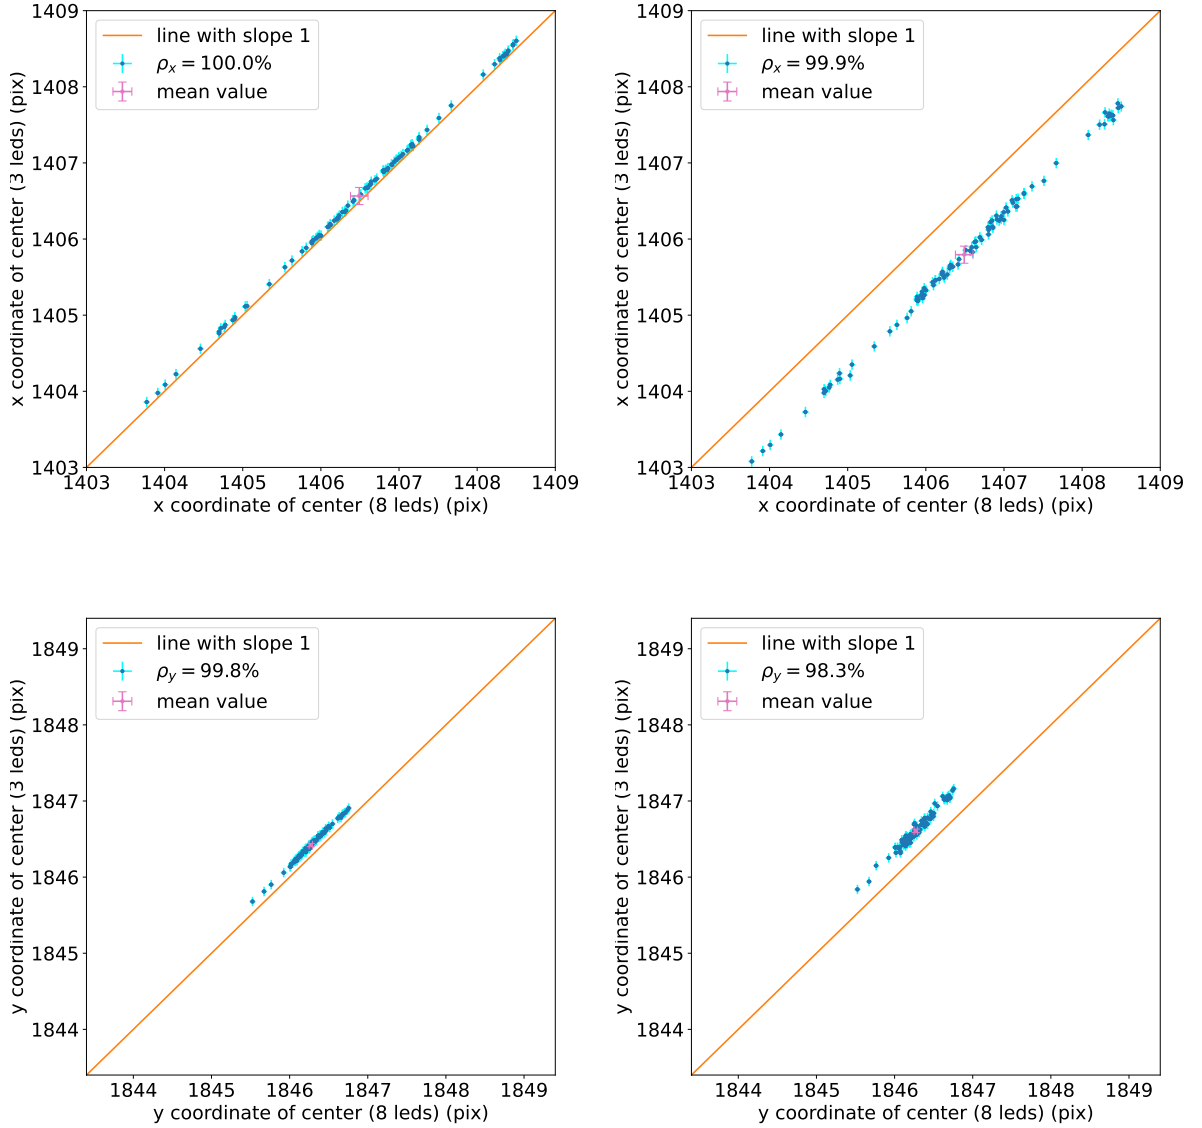 line with slope 1
ρx = 100.0%
mean value
1409
1408
1407
1406
1405
1404
1403
x coordinate of center (3 leds) (pix)
1403 1404 1405 1406 1407 1408 1409
x coordinate of center (8 leds) (pix)
line with slope 1
ρx = 99.9%
mean value
1409
1408
1407
1406
1405
1404
1403
x coordinate of center (3 leds) (pix)
1403 1404 1405 1406 1407 1408 1409
x coordinate of center (8 leds) (pix)
line with slope 1
ρy = 99.8%
mean value
1849
1848
1847
1846
1845
1844
y coordinate of center (3 leds) (pix)
1844 1845 1846 1847 1848 1849
y coordinate of center (8 leds) (pix)
line with slope 1
ρy = 98.3%
mean value
1849
1848
1847
1846
1845
1844
y coordinate of center (3 leds) (pix)
1844 1845 1846 1847 1848 1849
y coordinate of center (8 leds) (pix)